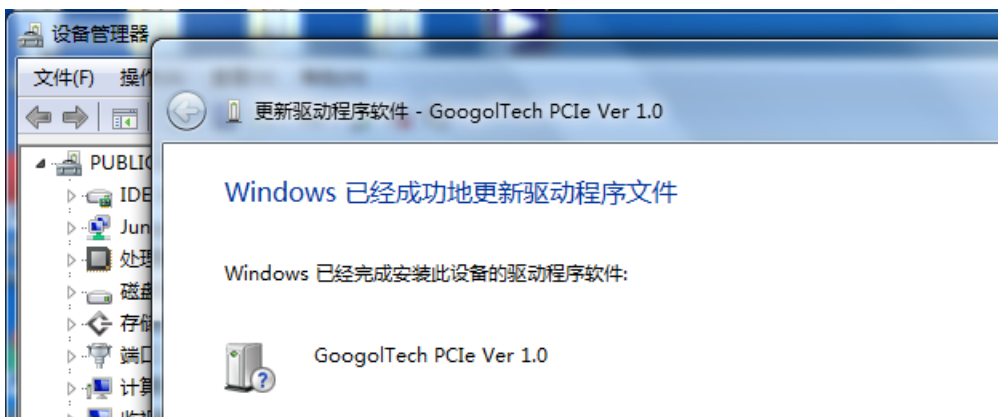 设备管理器
文件(F) 操作
更新驱动程序软件 - GoogolTech PCIe Ver 1.0
PUBLIC
IDE
Jun
处理
磁盘
存储
端口
计算
Windows 已经成功地更新驱动程序文件
Windows 已经完成安装此设备的驱动程序软件:
GoogolTech PCIe Ver 1.0